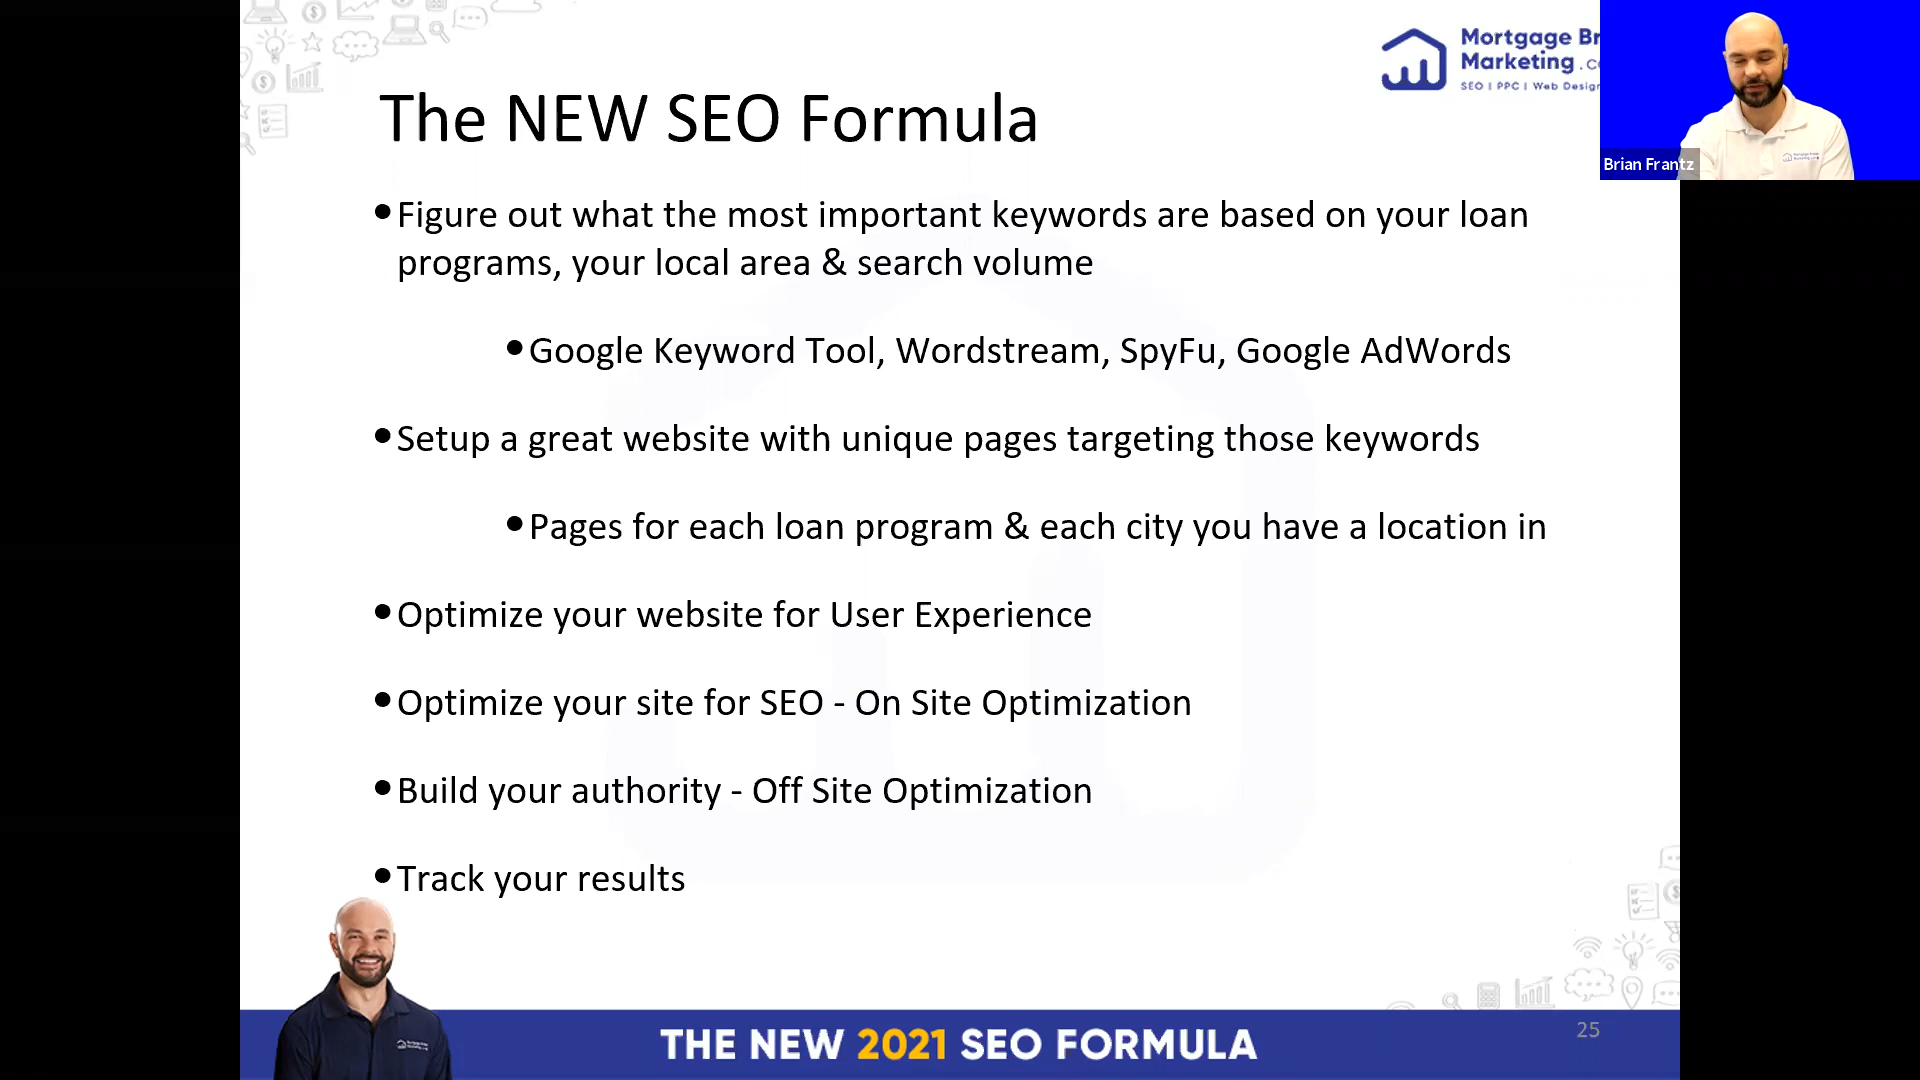 Mortgage Br
Marketing .co
SEO | PPC | Web Design
Brian Frantz
The NEW SEO Formula
•Figure out what the most important keywords are based on your loan
programs, your local area & search volume
•Google Keyword Tool, Wordstream, SpyFu, Google AdWords
•Setup a great website with unique pages targeting those keywords
•Pages for each loan program & each city you have a location in
•Optimize your website for User Experience
•Optimize your site for SEO - On Site Optimization
•Build your authority - Off Site Optimization
•Track your results
THE NEW 2021 SEO FORMULA
25